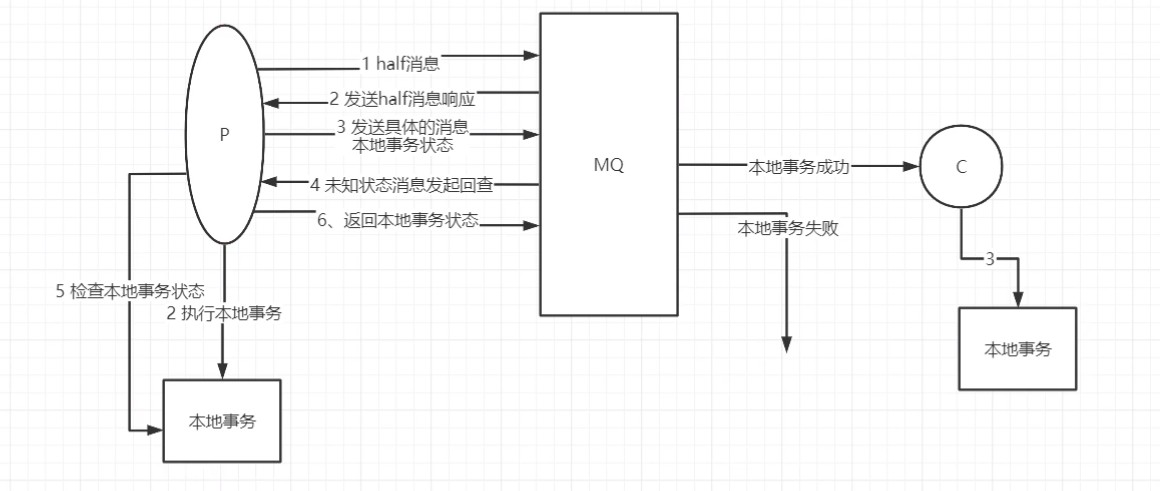 1 half消息
2 发送half消息响应
P
3 发送具体的消息
本地事务状态
MQ
本地事务成功
C
4 未知状态消息发起回查
6、返回本地事务状态
本地事务失败
3
5 检查本地事务状态
2 执行本地事务
本地事务
本地事务